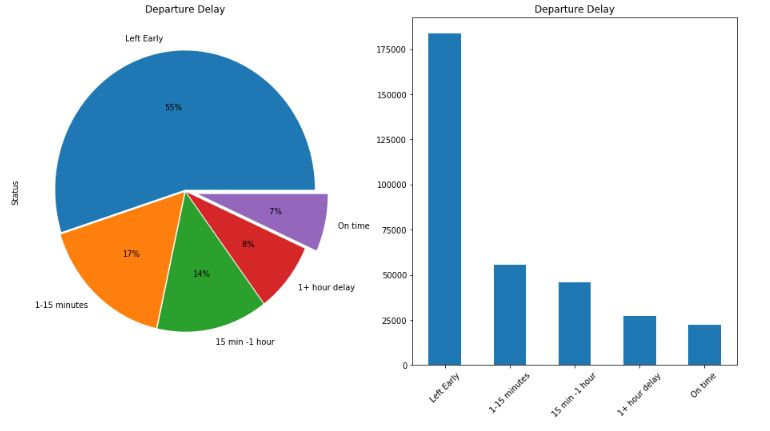 Departure Delay
Left Early
55%
Status
7%
On time
8%
17%
14%
1+ hour delay
1-15 minutes
15 min -1 hour
Departure Delay
175000
150000
125000
100000
75000
50000
25000
0
Left Early
1-15 minutes
15 min -1 hour
1+ hour delay
On time